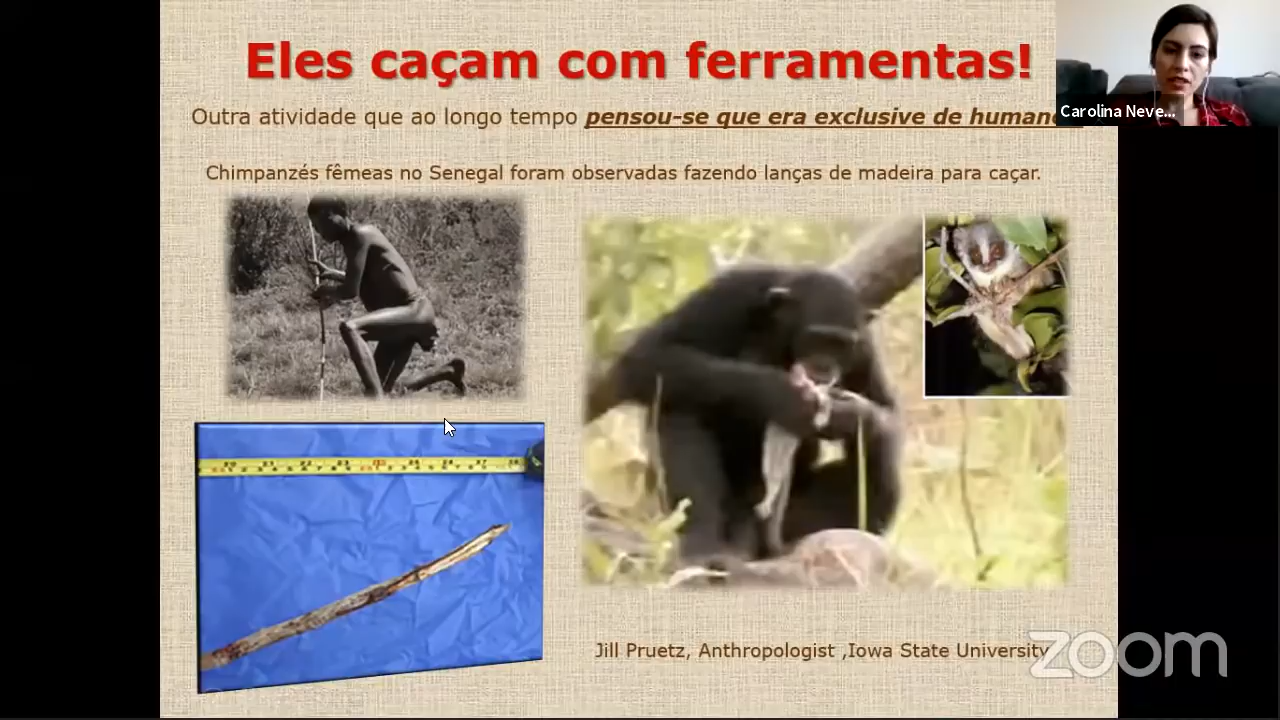 Eles caçam com ferramentas!
Outra atividade que ao longo tempo pensou-se que era exclusive de
Carolina Neve...
Chimpanzés fêmeas no Senegal foram observadas fazendo lanças de madeira para caçar.
Jill Pruetz, Anthropologist ,Iowa State University
zoom